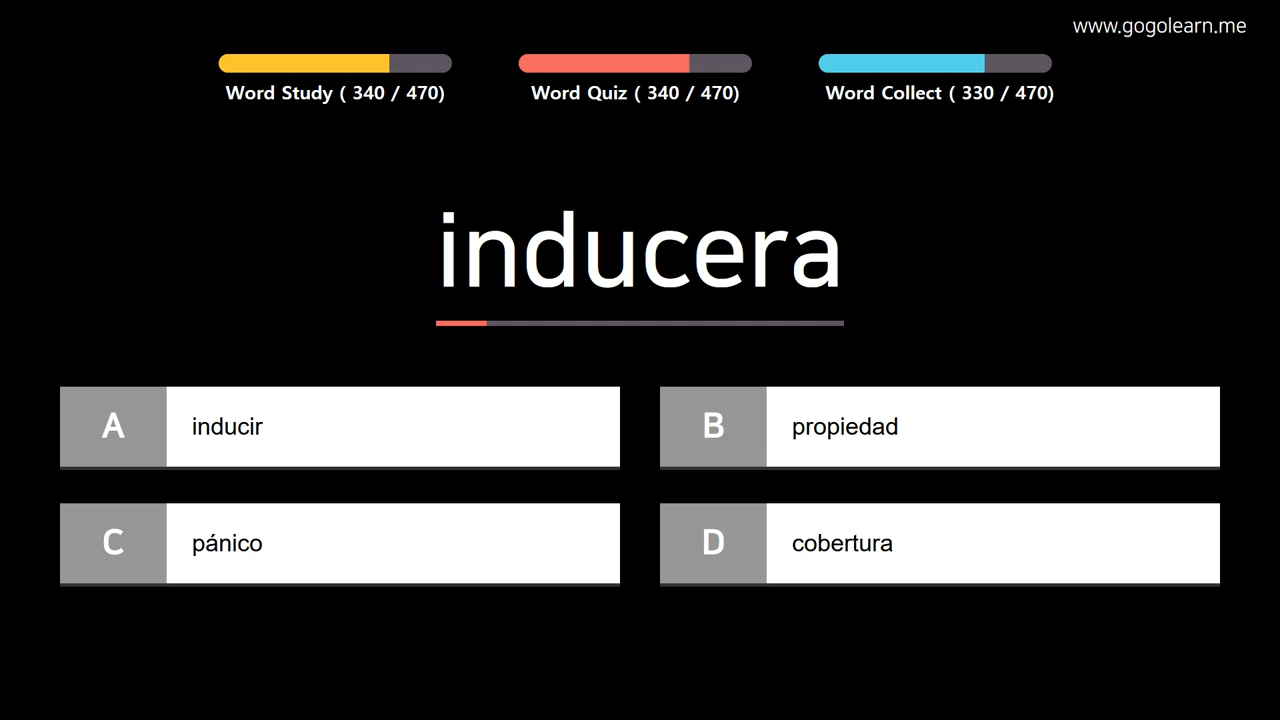 www.gogolearn.me
Word Study ( 340 / 470)
Word Quiz ( 340 / 470)
Word Collect ( 330 / 470)
inducera
A
inducir
B
propiedad
C
pánico
D
cobertura